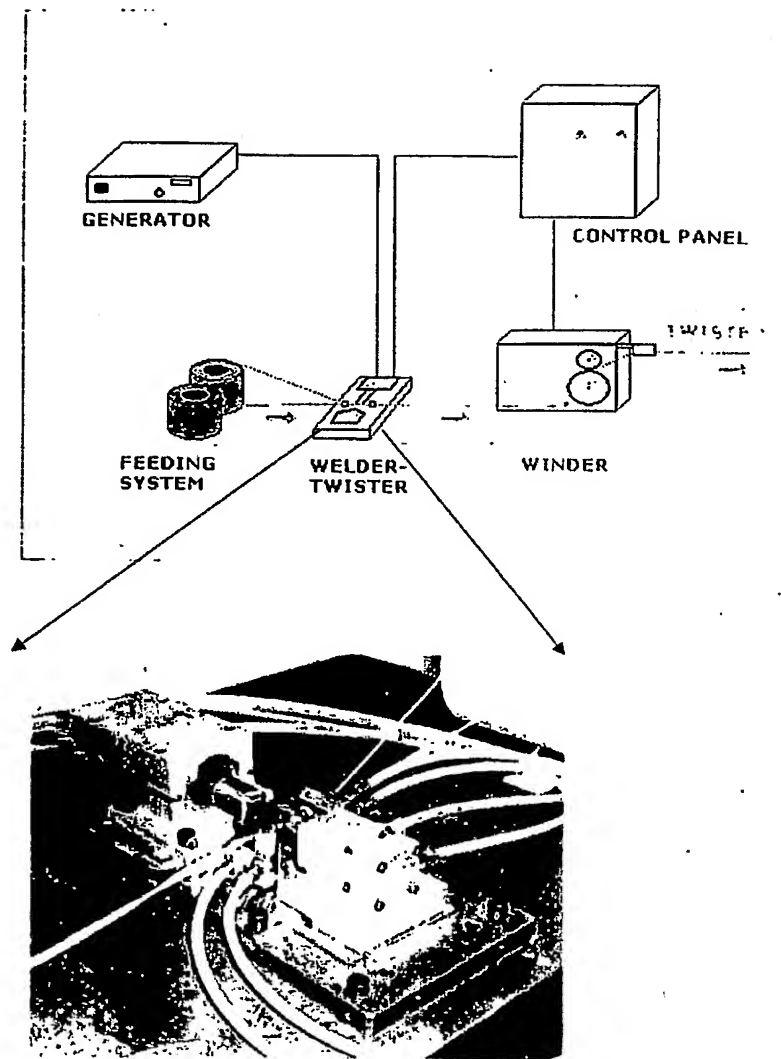 GENERATOR
CONTROL PANEL
FEEDING
SYSTEM
WELDER-
TWISTER
WINDER